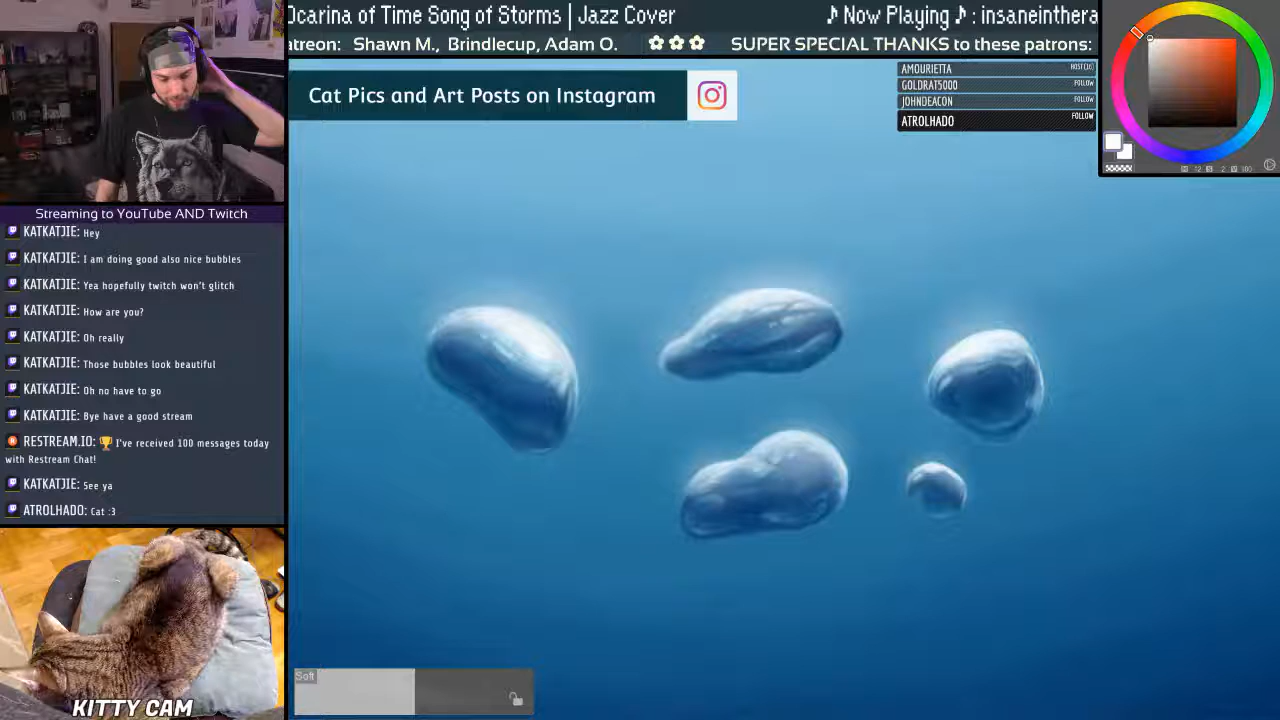 Ocarina of Time Song of Storms | Jazz Cover
♪ Now Playing ♪ : insaneinthera
atreon: Shawn M., Brindlecup, Adam O. ✿ ✿ ✿ SUPER SPECIAL THANKS to these patrons:
Cat Pics and Art Posts on Instagram
AMOURIETTA
GOLDRAT5000 FOLLOW
JOHNDEACON FOLLOW
ATROLHADO FOLLOW
Streaming to YouTube AND Twitch
KATKATJIE: Hey
KATKATJIE: I am doing good also nice bubbles
KATKATJIE: Yea hopefully twitch won't glitch
KATKATJIE: How are you?
KATKATJIE: Oh really
KATKATJIE: Those bubbles look beautiful
KATKATJIE: Oh no have to go
KATKATJIE: Bye have a good stream
RESTREAM.IO: 🏆 I've received 100 messages today
with Restream Chat!
KATKATJIE: See ya
ATROLHADO: Cat :3
KITTY CAM
Soft